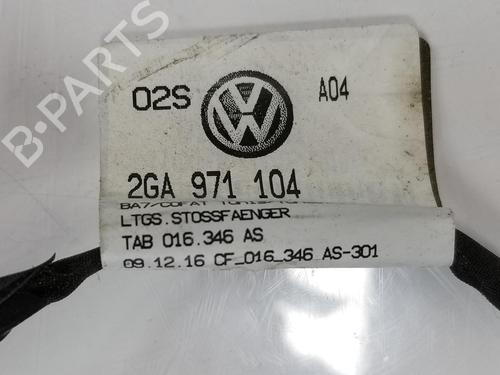 B-PARTS
02S A04
2GA 971 104
LTGS.STOSSFAENGER
TAB 016.346 AS
09.12.16 CF_016_346 AS-301